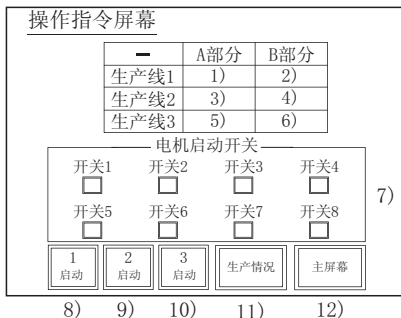 操作指令屏幕
— A部分 B部分
生产线1 1) 2)
生产线2 3) 4)
生产线3 5) 6)
电机启动开关
开关1 开关2 开关3 开关4
7)
开关5 开关6 开关7 开关8
1 启动 2 启动 3 启动 生产情况 主屏幕
8) 9) 10) 11) 12)